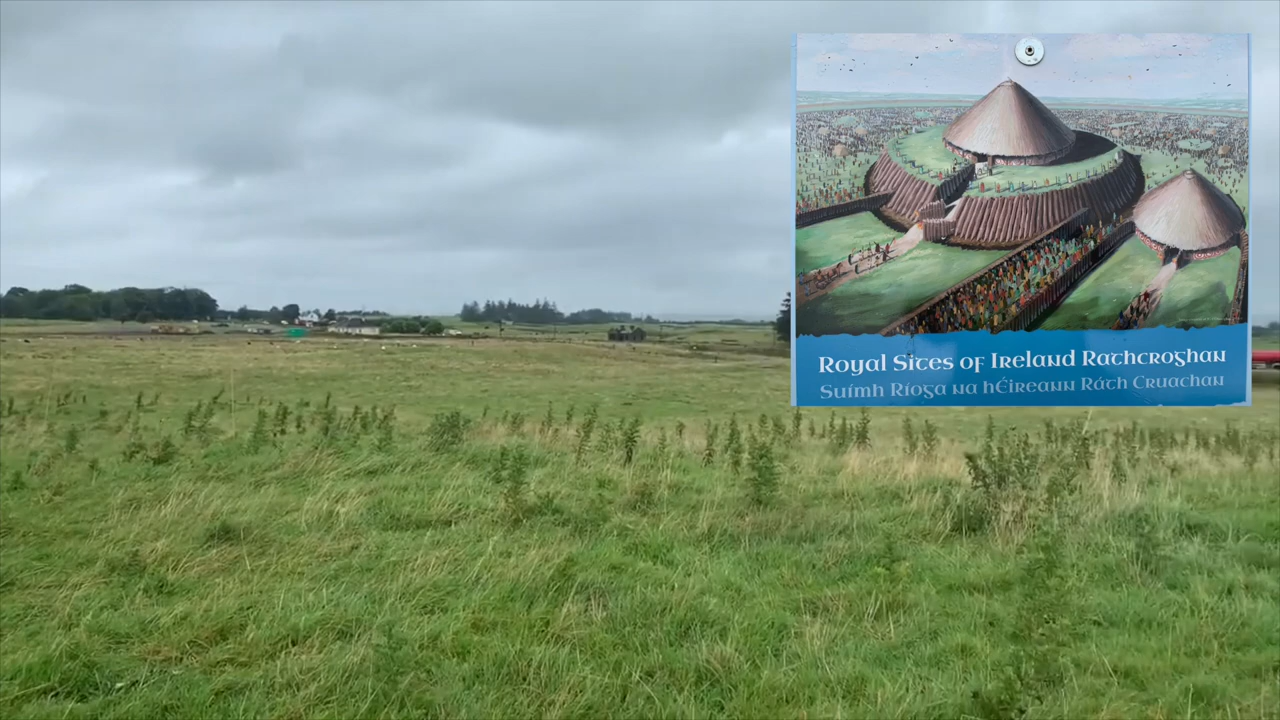 Royal Sites of Ireland Rathcroghan
Suímh Ríoga na hÉireann Ráth Cruachan